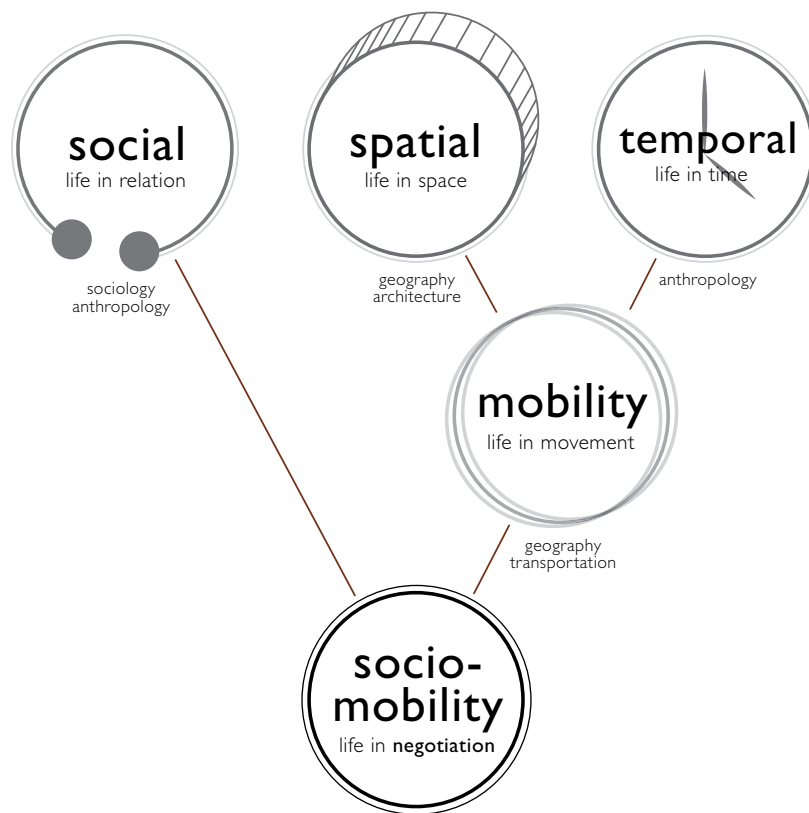 social
life in relation
sociology
anthropology
spatial
life in space
geography
architecture
temporal
life in time
anthropology
mobility
life in movement
geography
transportation
socio-
mobility
life in negotiation